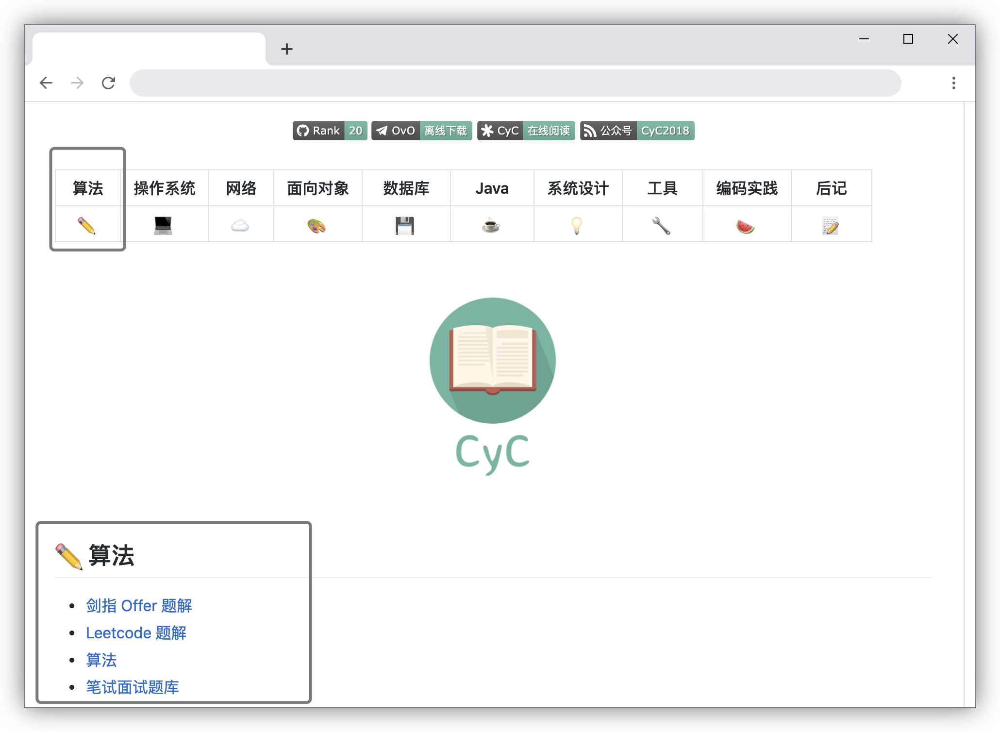 Rank 20 OvO 离线下载 CyC 在线阅读 公众号 CyC2018
算法 操作系统 网络 面向对象 数据库 Java 系统设计 工具 编码实践 后记
CyC
算法
剑指 Offer 题解
Leetcode 题解
算法
笔试面试题库